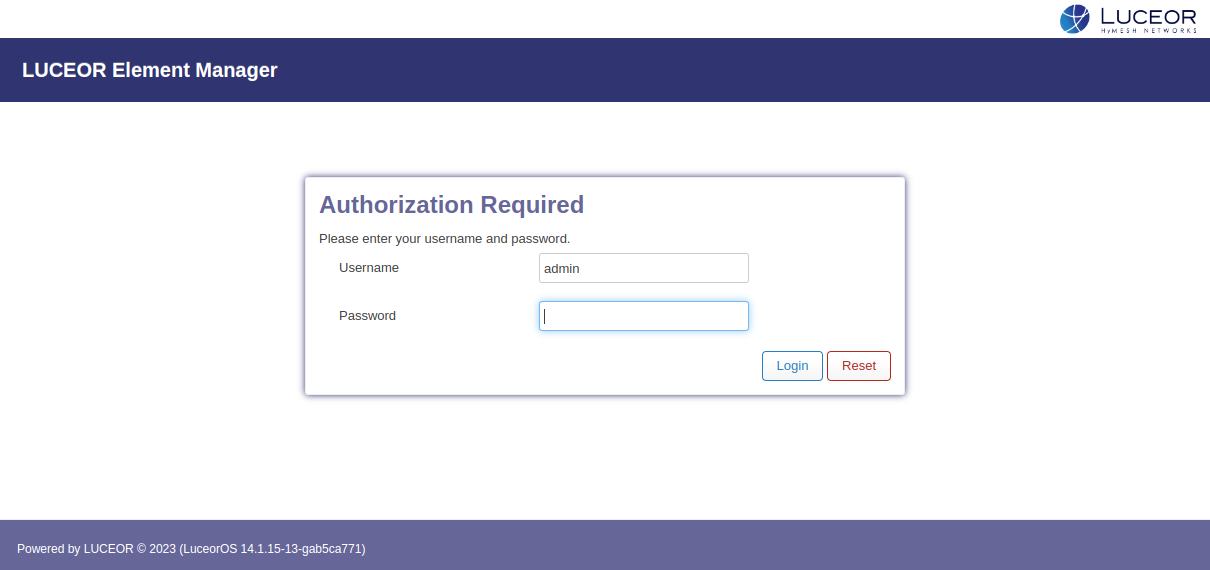 LUCEOR
HyMESH NETWORKS
LUCEOR Element Manager
Authorization Required
Please enter your username and password.
Username admin
Password
Login Reset
Powered by LUCEOR © 2023 (LuceorOS 14.1.15-13-gab5ca771)